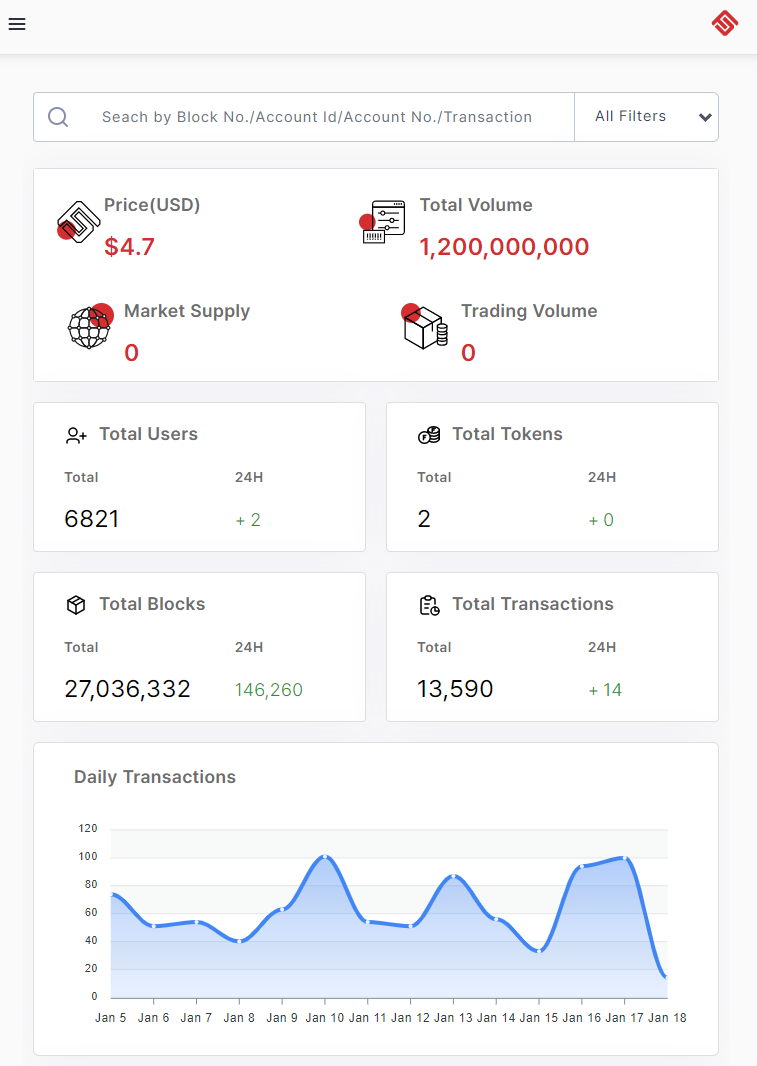 Seach by Block No./Account Id/Account No./Transaction All Filters
Price(USD) Total Volume
$4.7 1,200,000,000
Market Supply Trading Volume
0 0
Total Users Total Tokens
Total 24H Total 24H
6821 + 2 2 + 0
Total Blocks Total Transactions
Total 24H Total 24H
27,036,332 146,260 13,590 + 14
Daily Transactions
120
100
80
60
40
20
0
Jan 5 Jan 6 Jan 7 Jan 8 Jan 9 Jan 10 Jan 11 Jan 12 Jan 13 Jan 14 Jan 15 Jan 16 Jan 17 Jan 18